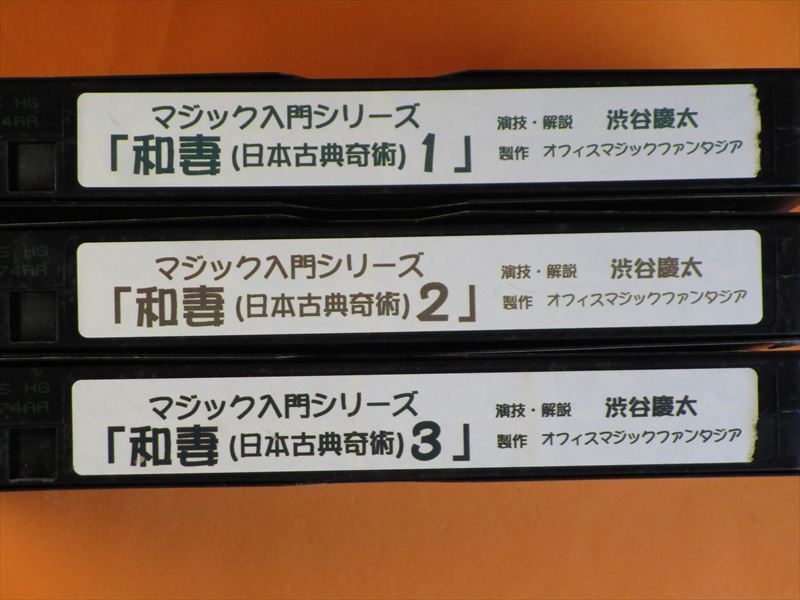 マジック入門シリーズ
「和妻(日本古典奇術)1」
演技・解説 渋谷慶太
製作 オフィスマジックファンタジア
マジック入門シリーズ
「和妻(日本古典奇術)2」
演技・解説 渋谷慶太
製作 オフィスマジックファンタジア
マジック入門シリーズ
「和妻(日本古典奇術)3」
演技・解説 渋谷慶太
製作 オフィスマジックファンタジア